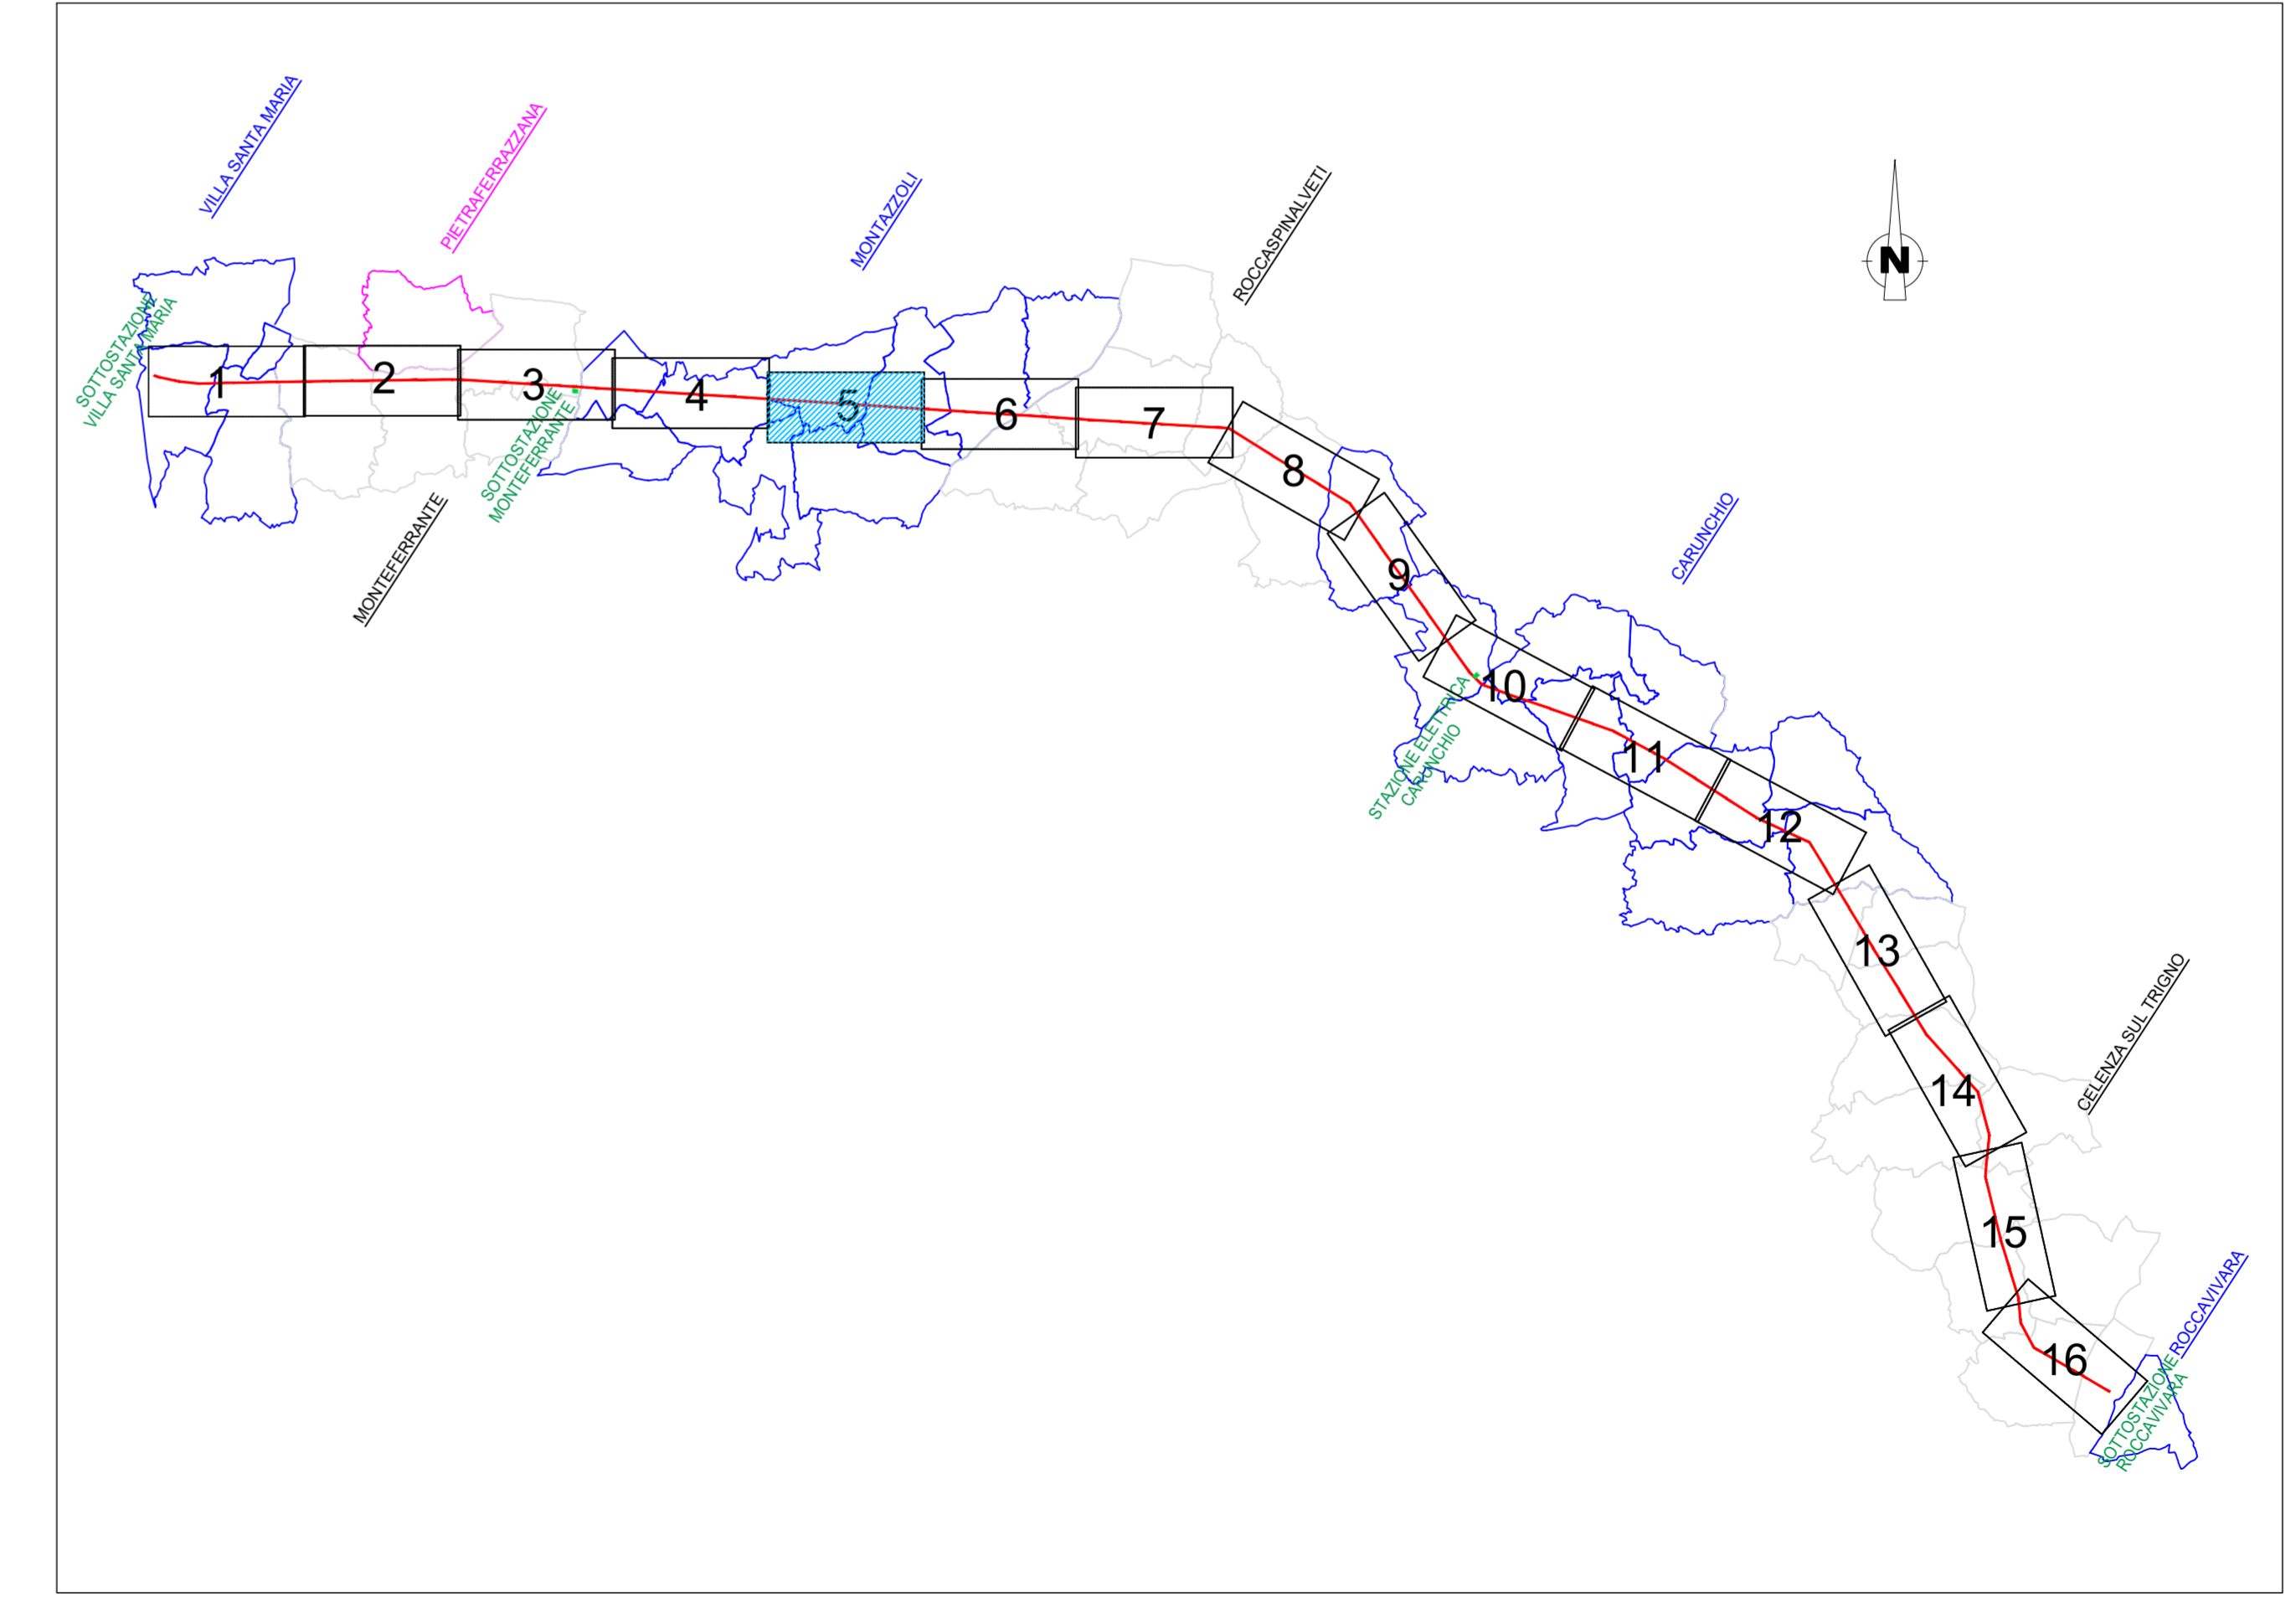 VILLA SANTA MARIA
PIETRAFERRAZZANA
MONTAZZOLI
ROCCASPINALVETI
N
SOTTOSTAZIONE
VILLA SANTA MARIA
1
2
3
4
5
6
7
8
SOTTOSTAZIONE
MONTEFERRANTE
MONTEFERRANTE
CARUNCHIO
9
10
STAZIONE ELETTRICA
CARUNCHIO
11
12
13
CELENZA SUL TRIGNO
14
15
ROCCAVIVARA
16
SOTTOSTAZIONE
ROCCAVIVARA